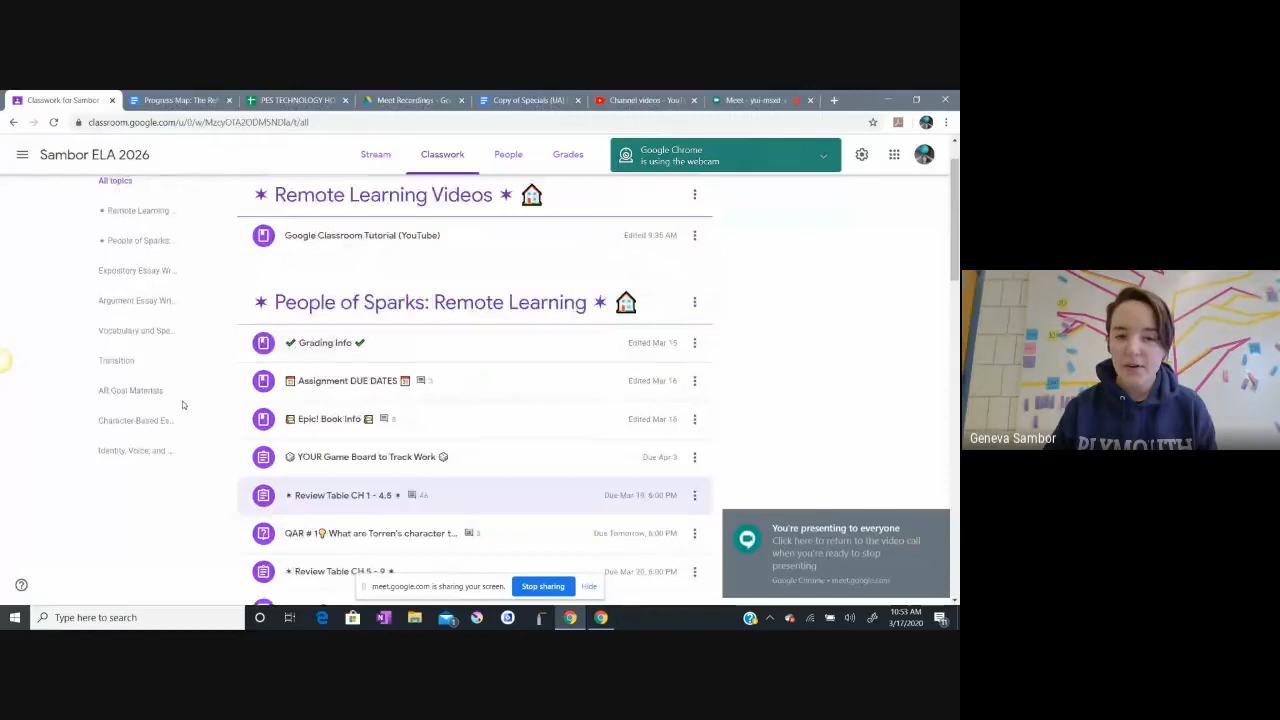 Classwork for Sambor
Progress Map: The Re
PES TECHNOLOGY HO
Meet Recordings - Go
Copy of Specials (UA)
Channel videos - YouT
Meet - yui-msxd
classroom.google.com/u/0/w/MzcyOTA2ODM5NDla/t/all
Sambor ELA 2026
Stream
Classwork
People
Grades
Google Chrome
is using the webcam
All topics
Remote Learning ...
People of Sparks: ...
Expository Essay Wr...
Argument Essay Wri...
Vocabulary and Spe...
Transition
AR Goal Materials
Character-Based Es...
Identity, Voice, and ...
✶ Remote Learning Videos ✶ 🏠
Google Classroom Tutorial (YouTube)
Edited 9:35 AM
✶ People of Sparks: Remote Learning ✶ 🏠
✔ Grading Info ✔
Edited Mar 15
📅 Assignment DUE DATES 📅 3
Edited Mar 16
Epic! Book Info 8
Edited Mar 16
🎲 YOUR Game Board to Track Work 🎲
Due Apr 3
✶ Review Table CH 1 - 4.5 ✶ 46
Due Mar 19, 6:00 PM
QAR # 1💡 What are Torren's character t... 3
Due Tomorrow, 6:00 PM
✶ Review Table CH 5 - 9 ✶
Due Mar 20, 6:00 PM
meet.google.com is sharing your screen.
Stop sharing
Hide
You're presenting to everyone
Click here to return to the video call
when you're ready to stop
presenting
Google Chrome • meet.google.com
Type here to search
10:53 AM
3/17/2020
Geneva Sambor
PLYMOUTH